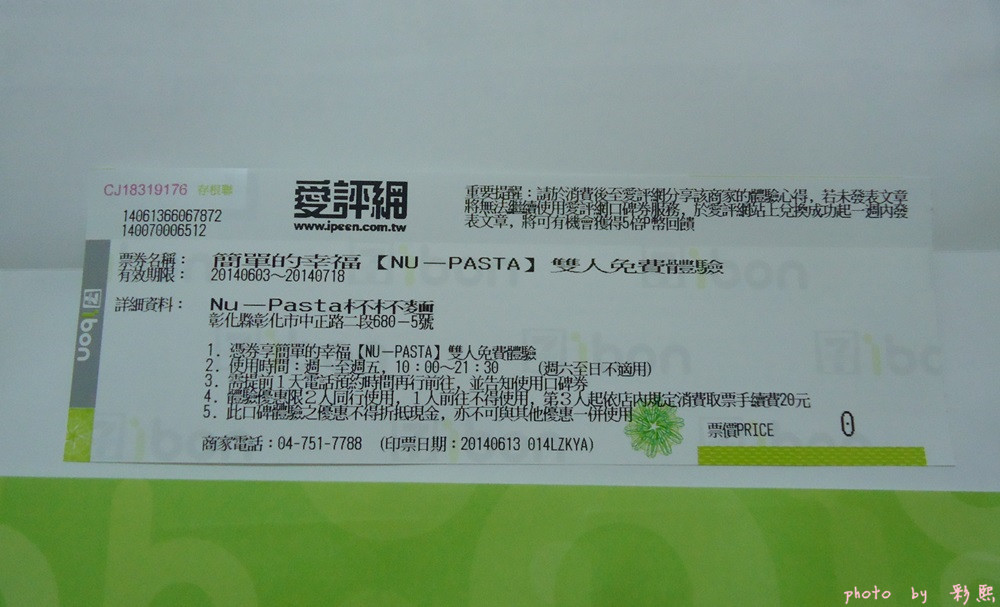 CJ18319176 存根聯
14061366067872
140070006512
愛評網
www.ipeen.com.tw
重要提醒：請於消費後至愛評網分享該商家的體驗心得，若未發表文章
將無法繼續使用愛評網口碑券服務，於愛評網站上兌換成功起一週內發
表文章，將可有機會獲得5倍P幣回饋
票券名稱： 簡單的幸福【NU－PASTA】雙人免費體驗
有效期限： 20140603～20140718
詳細資料： Nu－Pasta杯杯麵
彰化縣彰化市中正路二段680－5號
1. 憑券享簡單的幸福【NU－PASTA】雙人免費體驗
2. 使用時間：週一至週五，10：00～21：30 （週六至日不適用）
3. 需提前1天電話預約時間再行前往，並告知使用口碑券
4. 體驗優惠限2人同行使用，1人前往不得使用，第3人起依店內規定消費取票手續費20元
5. 此口碑體驗之優惠不得折抵現金，亦不可與其他優惠一併使用
商家電話：04-751-7788 （印票日期：20140613 014LZKYA）
票價PRICE 0
ibon
photo by 彩熙